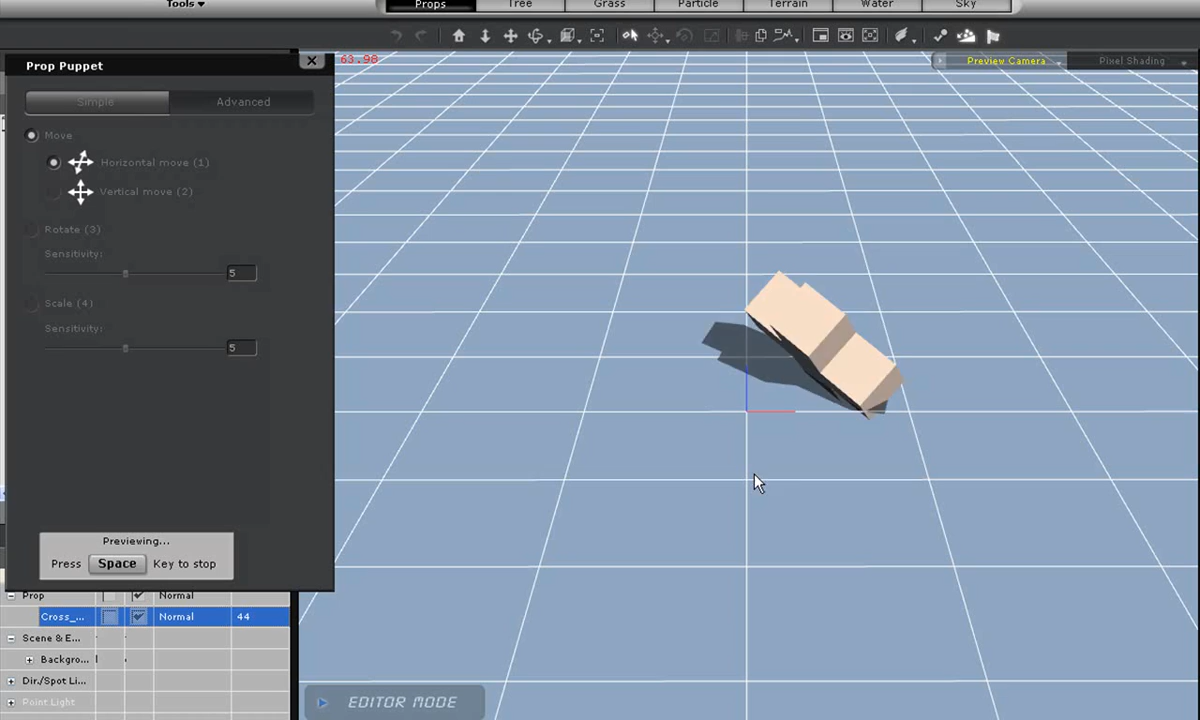 Tools
Props
Tree
Grass
Particle
Terrain
Water
Sky
63.98
Preview Camera
Pixel Shading
Prop Puppet
Simple
Advanced
Move
Horizontal move (1)
Vertical move (2)
Rotate (3)
Sensitivity:
5
Scale (4)
Sensitivity:
5
Previewing...
Press Space Key to stop
Prop Normal
Cross_... Normal 44
Scene & E...
Backgro...
Dir./Spot Li...
Point Light
EDITOR MODE